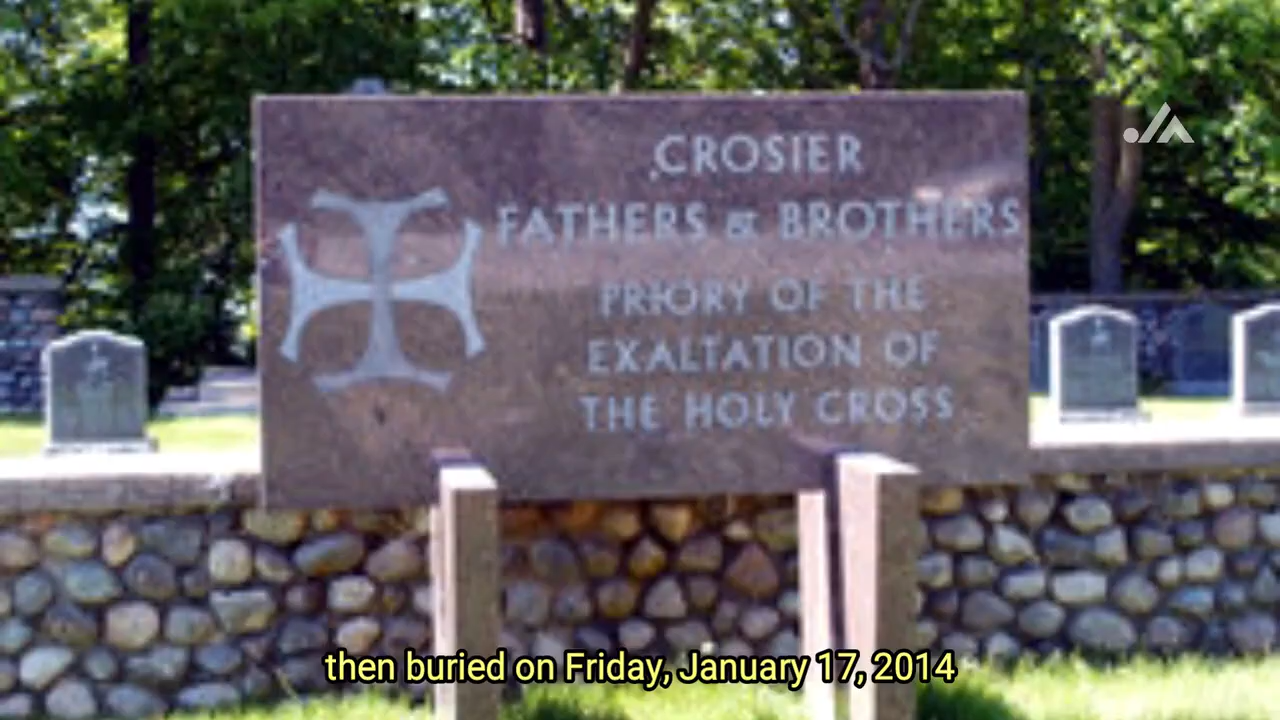 CROSIER
FATHERS & BROTHERS
PRIORY OF THE
EXALTATION OF
THE HOLY CROSS
then buried on Friday, January 17, 2014